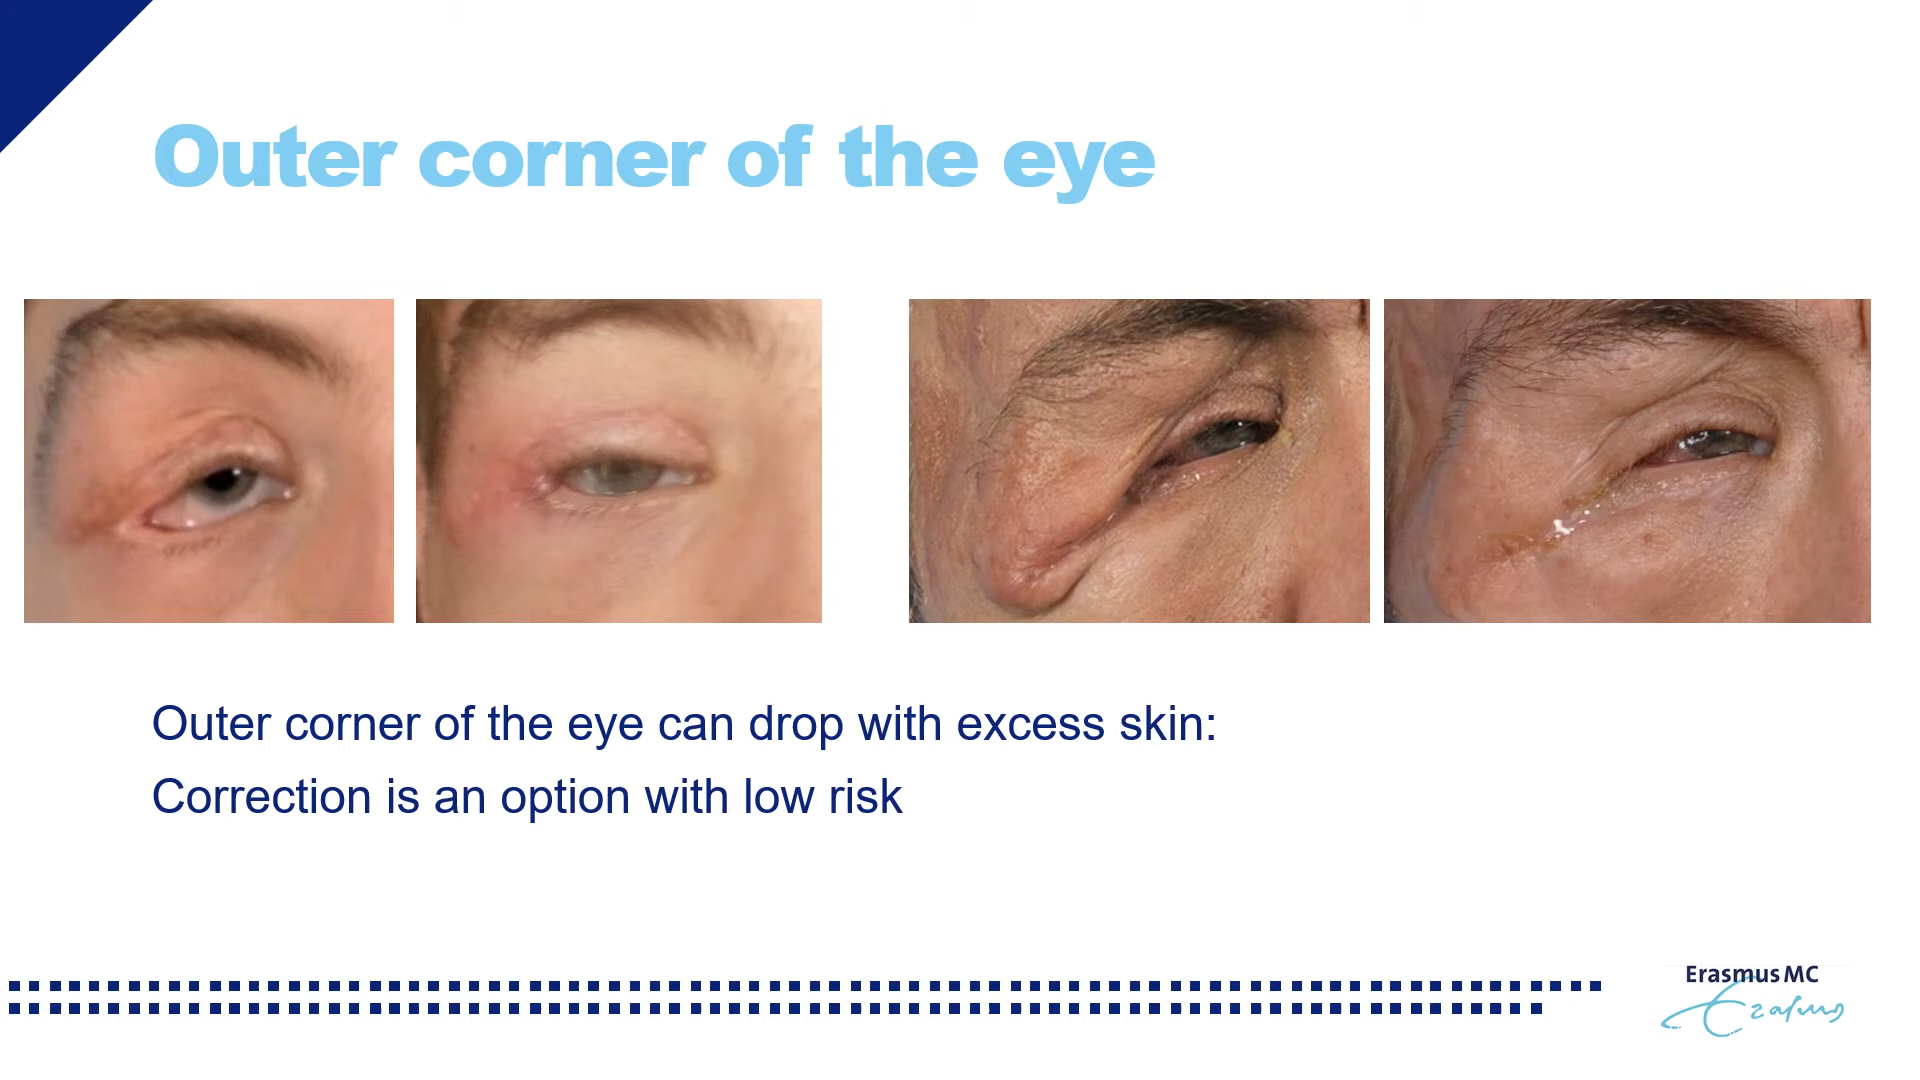 Outer corner of the eye
Outer corner of the eye can drop with excess skin:
Correction is an option with low risk
Erasmus MC
Erasmus